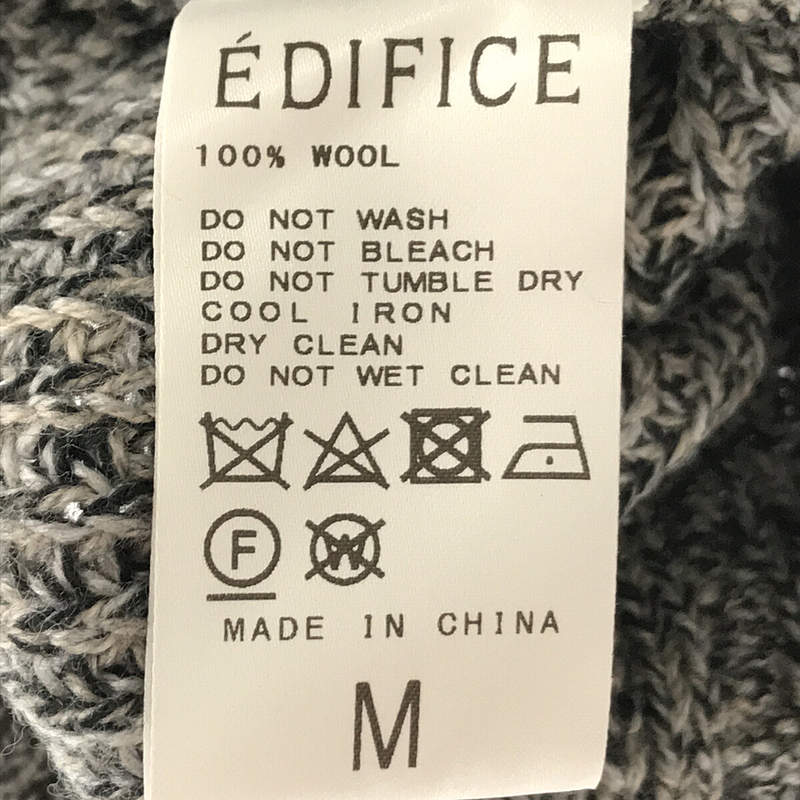 ÉDIFICE
100% WOOL
DO NOT WASH
DO NOT BLEACH
DO NOT TUMBLE DRY
COOL IRON
DRY CLEAN
DO NOT WET CLEAN
F W
MADE IN CHINA
M